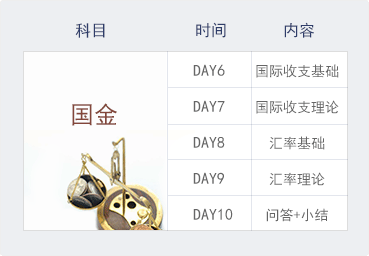 科目 时间 内容
国金
DAY6 国际收支基础
DAY7 国际收支理论
DAY8 汇率基础
DAY9 汇率理论
DAY10 问答+小结